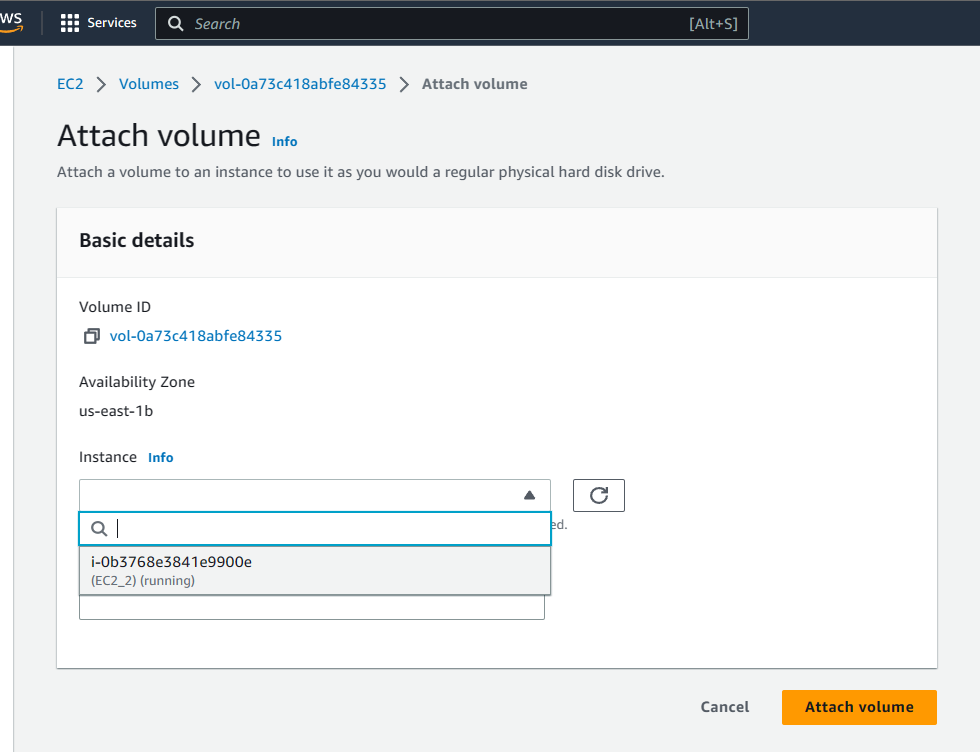 WS Services Search [Alt+S]
EC2 Volumes vol-0a73c418abfe84335 Attach volume
Attach volume Info
Attach a volume to an instance to use it as you would a regular physical hard disk drive.
Basic details
Volume ID
vol-0a73c418abfe84335
Availability Zone
us-east-1b
Instance Info
ed.
i-0b3768e3841e9900e
(EC2_2) (running)
Cancel Attach volume